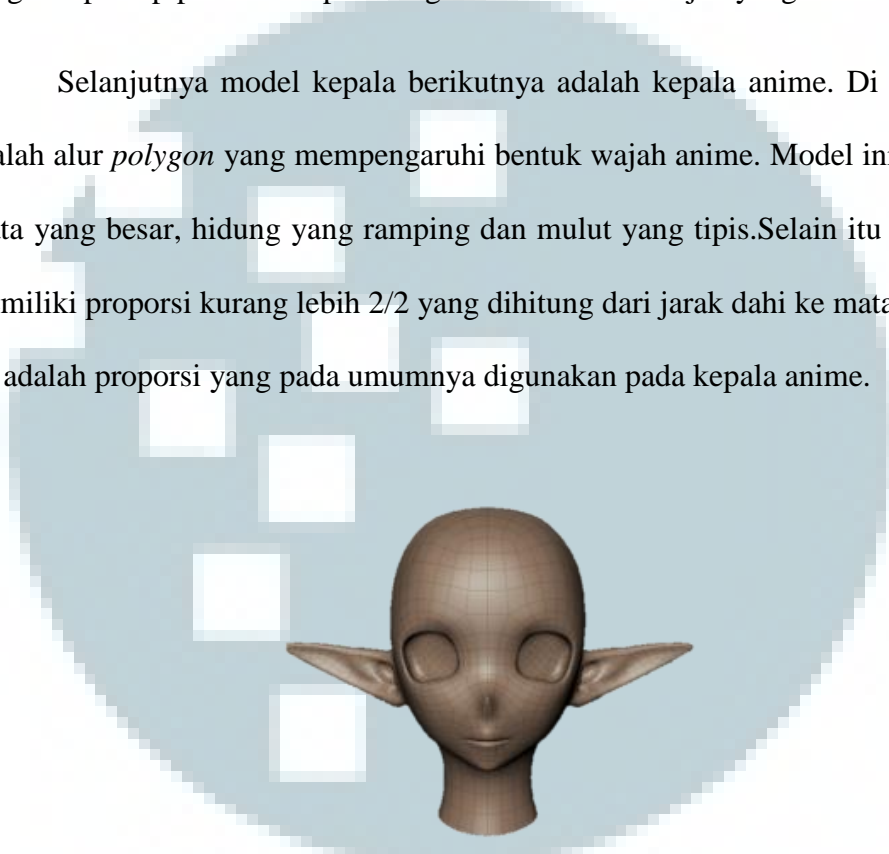 Selanjutnya model kepala berikutnya adalah kepala anime. Di
alah alur polygon yang mempengaruhi bentuk wajah anime. Model ini
ta yang besar, hidung yang ramping dan mulut yang tipis.Selain itu
miliki proporsi kurang lebih 2/2 yang dihitung dari jarak dahi ke mata
adalah proporsi yang pada umumnya digunakan pada kepala anime.